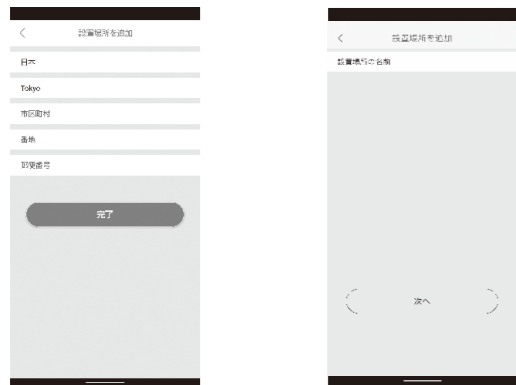 設置場所を追加
日本
Tokyo
市区町村
番地
郵便番号
完了
設置場所を追加
設置場所の名前
次へ